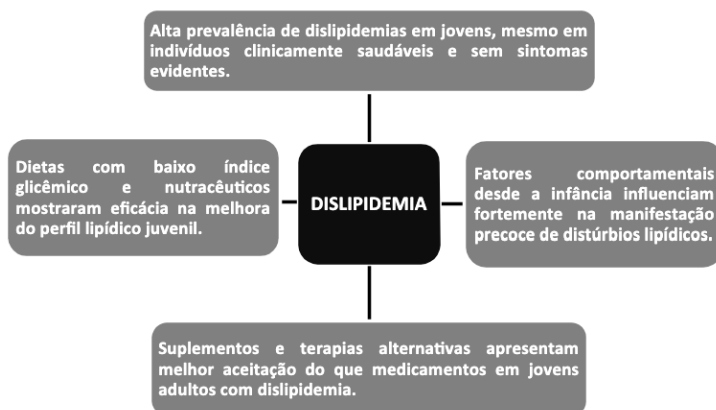 Alta prevalência de dislipidemias em jovens, mesmo em
indivíduos clinicamente saudáveis e sem sintomas
evidentes.
Dietas com baixo índice
glicêmico e nutracêuticos
mostraram eficácia na melhora
do perfil lipídico juvenil.
DISLIPIDEMIA
Fatores comportamentais
desde a infância influenciam
fortemente na manifestação
precoce de distúrbios lipídicos.
Suplementos e terapias alternativas apresentam
melhor aceitação do que medicamentos em jovens
adultos com dislipidemia.